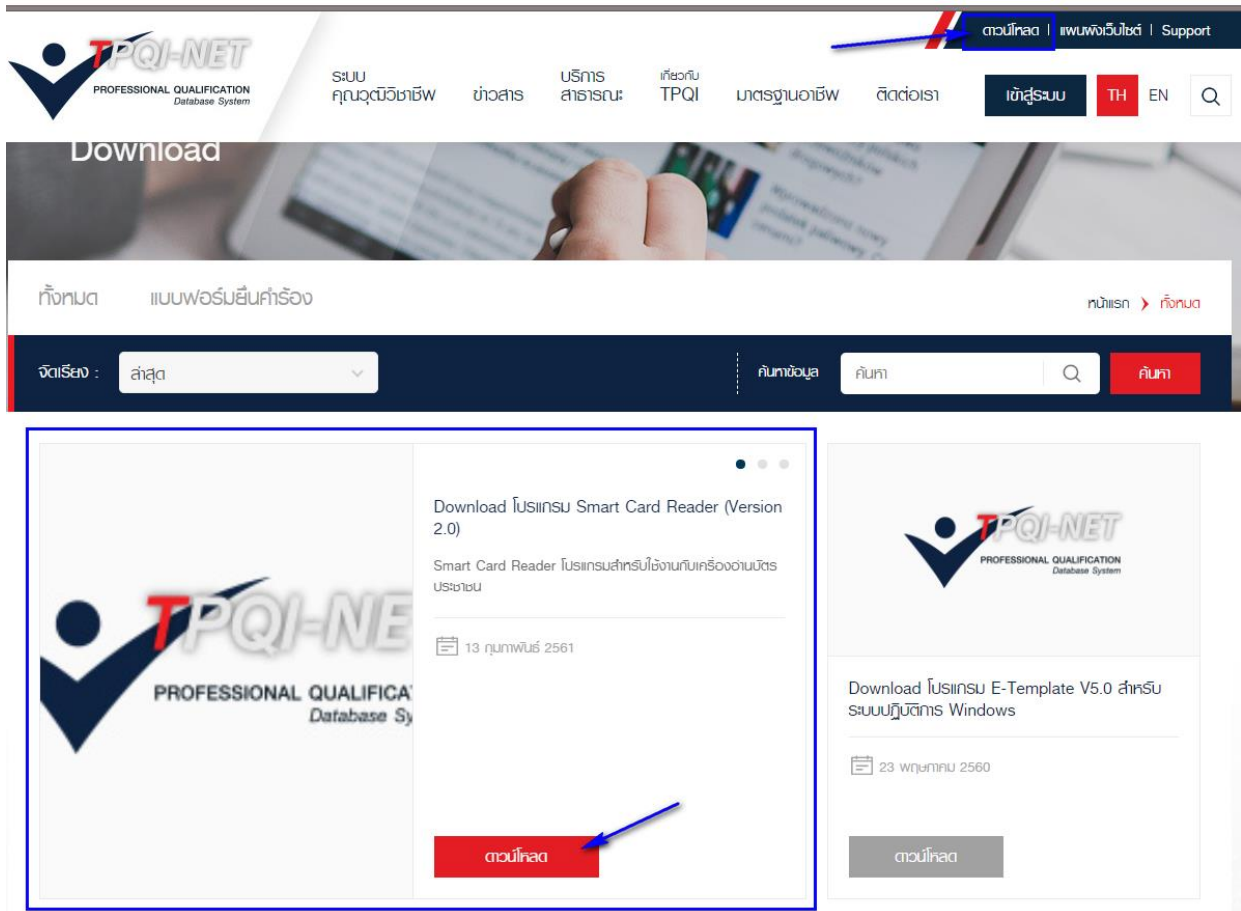 ดาวน์โหลด | แผนผังเว็บไซต์ | Support
TPQI-NET
PROFESSIONAL QUALIFICATION
Database System
ระบบ
คุณวุฒิวิชาชีพ
ข่าวสาร
บริการ
สาธารณะ
เกี่ยวกับ
TPQI
มาตรฐานอาชีพ
ติดต่อเรา
เข้าสู่ระบบ
TH
EN
Download
ทั้งหมด
แบบฟอร์มยื่นคำร้อง
หน้าแรก
ทั้งหมด
จัดเรียง :
ล่าสุด
ค้นหาข้อมูล
ค้นหา
ค้นหา
TPQI-NE
PROFESSIONAL QUALIFICA
Database Sy
Download โปรแกรม Smart Card Reader (Version
2.0)
Smart Card Reader โปรแกรมสำหรับใช้งานกับเครื่องอ่านบัตร
ประชาชน
13 กุมภาพันธ์ 2561
ดาวน์โหลด
TPQI-NET
PROFESSIONAL QUALIFICATION
Database System
Download โปรแกรม E-Template V5.0 สำหรับ
ระบบปฏิบัติการ Windows
23 พฤษภาคม 2560
ดาวน์โหลด